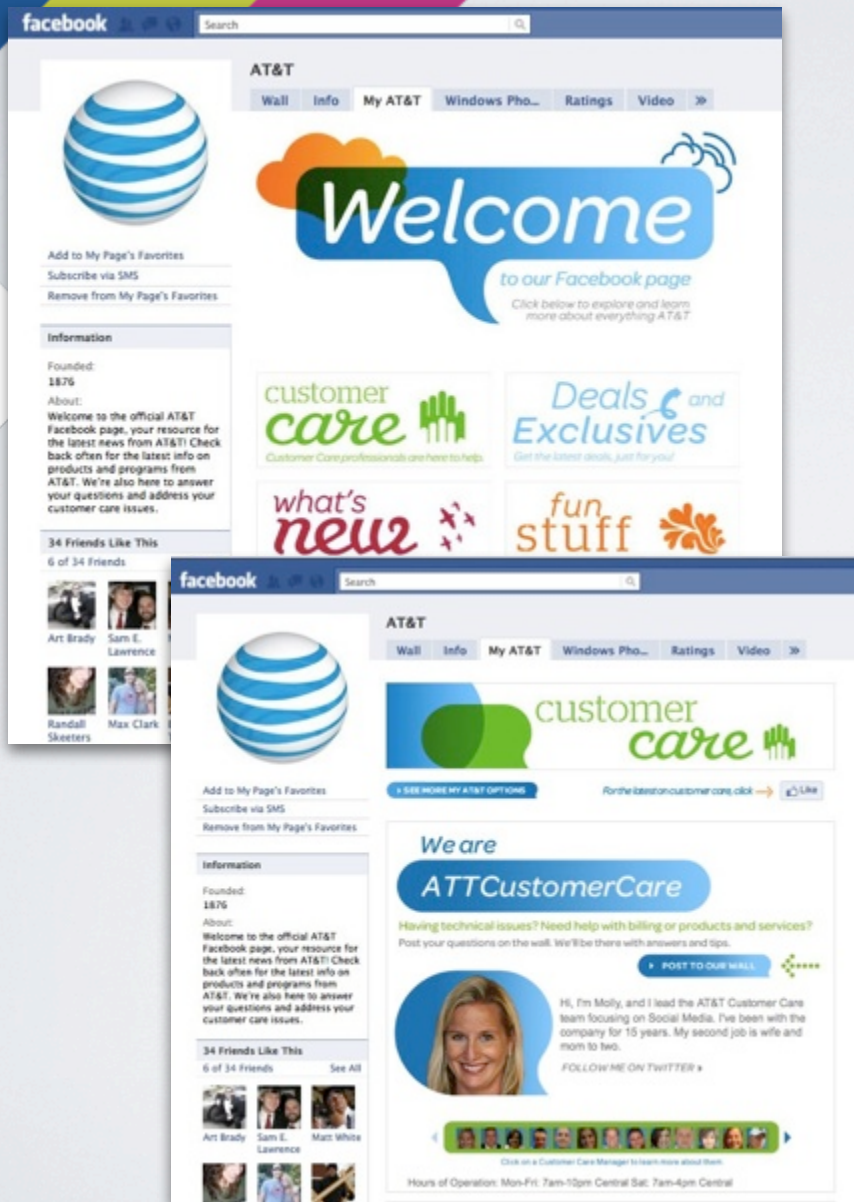 facebook
Search
AT&T
Wall Info My AT&T Windows Pho... Ratings Video »
Welcome
to our Facebook page
Click below to explore and learn
more about everything AT&T
Add to My Page's Favorites
Subscribe via SMS
Remove from My Page's Favorites
Information
Founded:
1876
About:
Welcome to the official AT&T
Facebook page, your resource for
the latest news from AT&T! Check
back often for the latest info on
products and programs from
AT&T. We're also here to answer
your questions and address your
customer care issues.
34 Friends Like This
6 of 34 Friends
Art Brady
Sam E.
Lawrence
Randall
Skeeters
Max Clark
customer
care
Customer Care professionals are here to help.
Deals and
Exclusives
Get the latest deals, just for you!
what's
new
fun
stuff
facebook
Search
AT&T
Wall Info My AT&T Windows Pho... Ratings Video »
customer
care
SEE MORE MY AT&T OPTIONS
For the latest on customer care, click
Like
Add to My Page's Favorites
Subscribe via SMS
Remove from My Page's Favorites
Information
Founded:
1876
About:
Welcome to the official AT&T
Facebook page, your resource for
the latest news from AT&T! Check
back often for the latest info on
products and programs from
AT&T. We're also here to answer
your questions and address your
customer care issues.
34 Friends Like This
6 of 34 Friends See All
Art Brady
Sam E.
Lawrence
Matt White
We are
ATTCustomerCare
Having technical issues? Need help with billing or products and services?
Post your questions on the wall. We'll be there with answers and tips.
POST TO OUR WALL
Hi, I'm Molly, and I lead the AT&T Customer Care
team focusing on Social Media. I've been with the
company for 15 years. My second job is wife and
mom to two.
FOLLOW ME ON TWITTER
Click on a Customer Care Manager to learn more about them.
Hours of Operation: Mon-Fri: 7am-10pm Central Sat: 7am-4pm Central